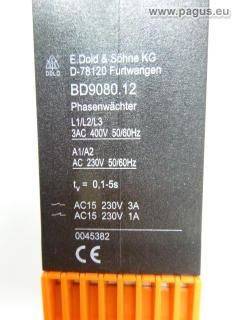 © www.pagus.eu
DOLD
E.Dold & Söhne KG
D-78120 Furtwangen
BD9080.12
Phasenwächter
L1/L2/L3
3AC 400V 50/60Hz
A1/A2
AC 230V 50/60Hz
tv = 0,1-5s
AC15 230V 3A
AC15 230V 1A
0045382
CE